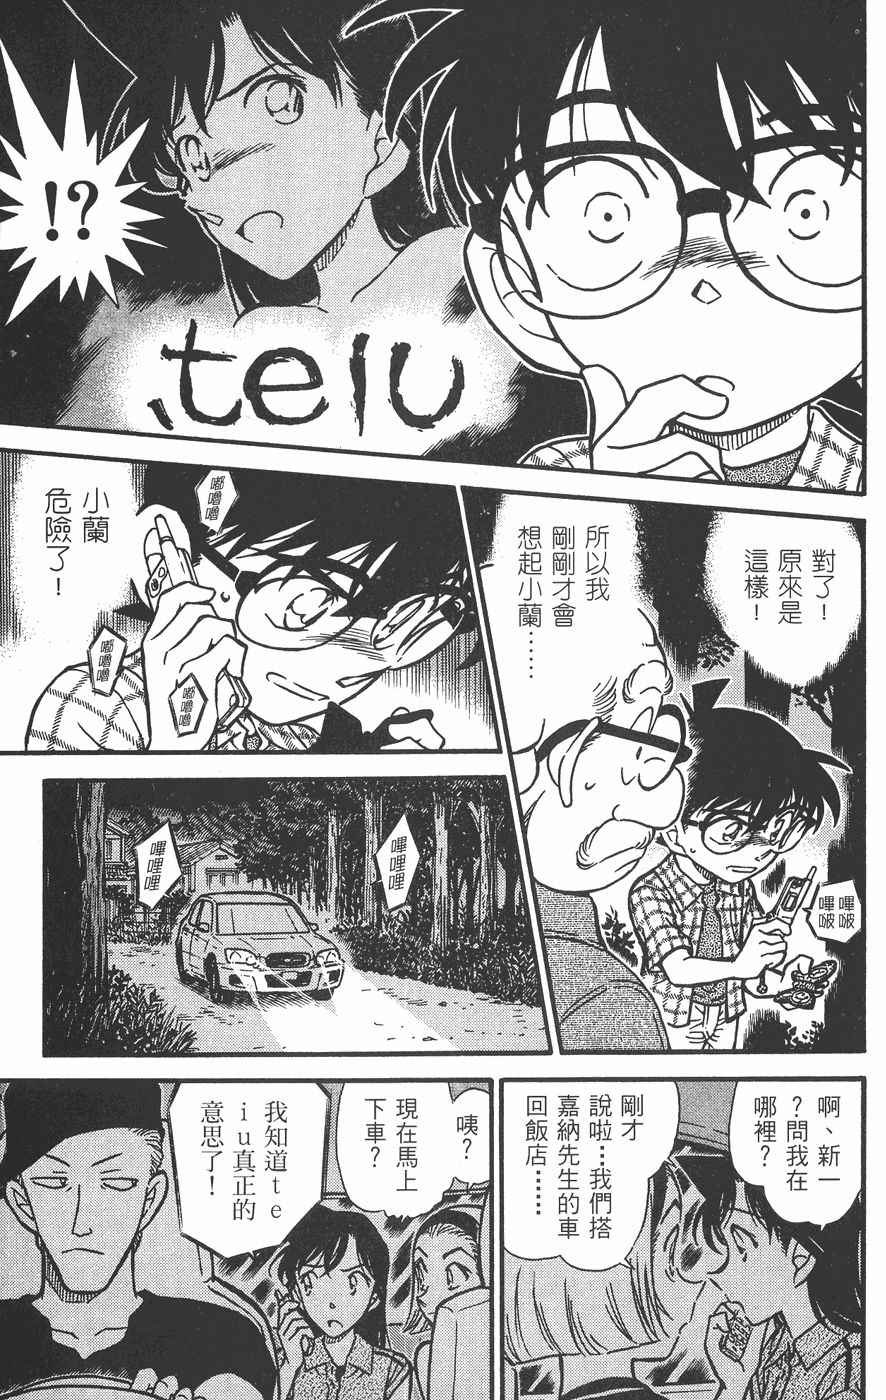 !?
.teiu
對了!
原來是
這樣!
所以我
剛剛才會
想起小蘭……
嗶啵
嗶啵
嘟嚕嚕
小蘭
危險了!
嘟嚕嚕
嘟嚕嚕
嗶哩哩
嗶哩哩
啊、新一
?問我在
哪裡?
剛才
說啦…我們搭
嘉納先生的車
回飯店……
咦?
現在馬上
下車?
我知道te
iu真正的
意思了!